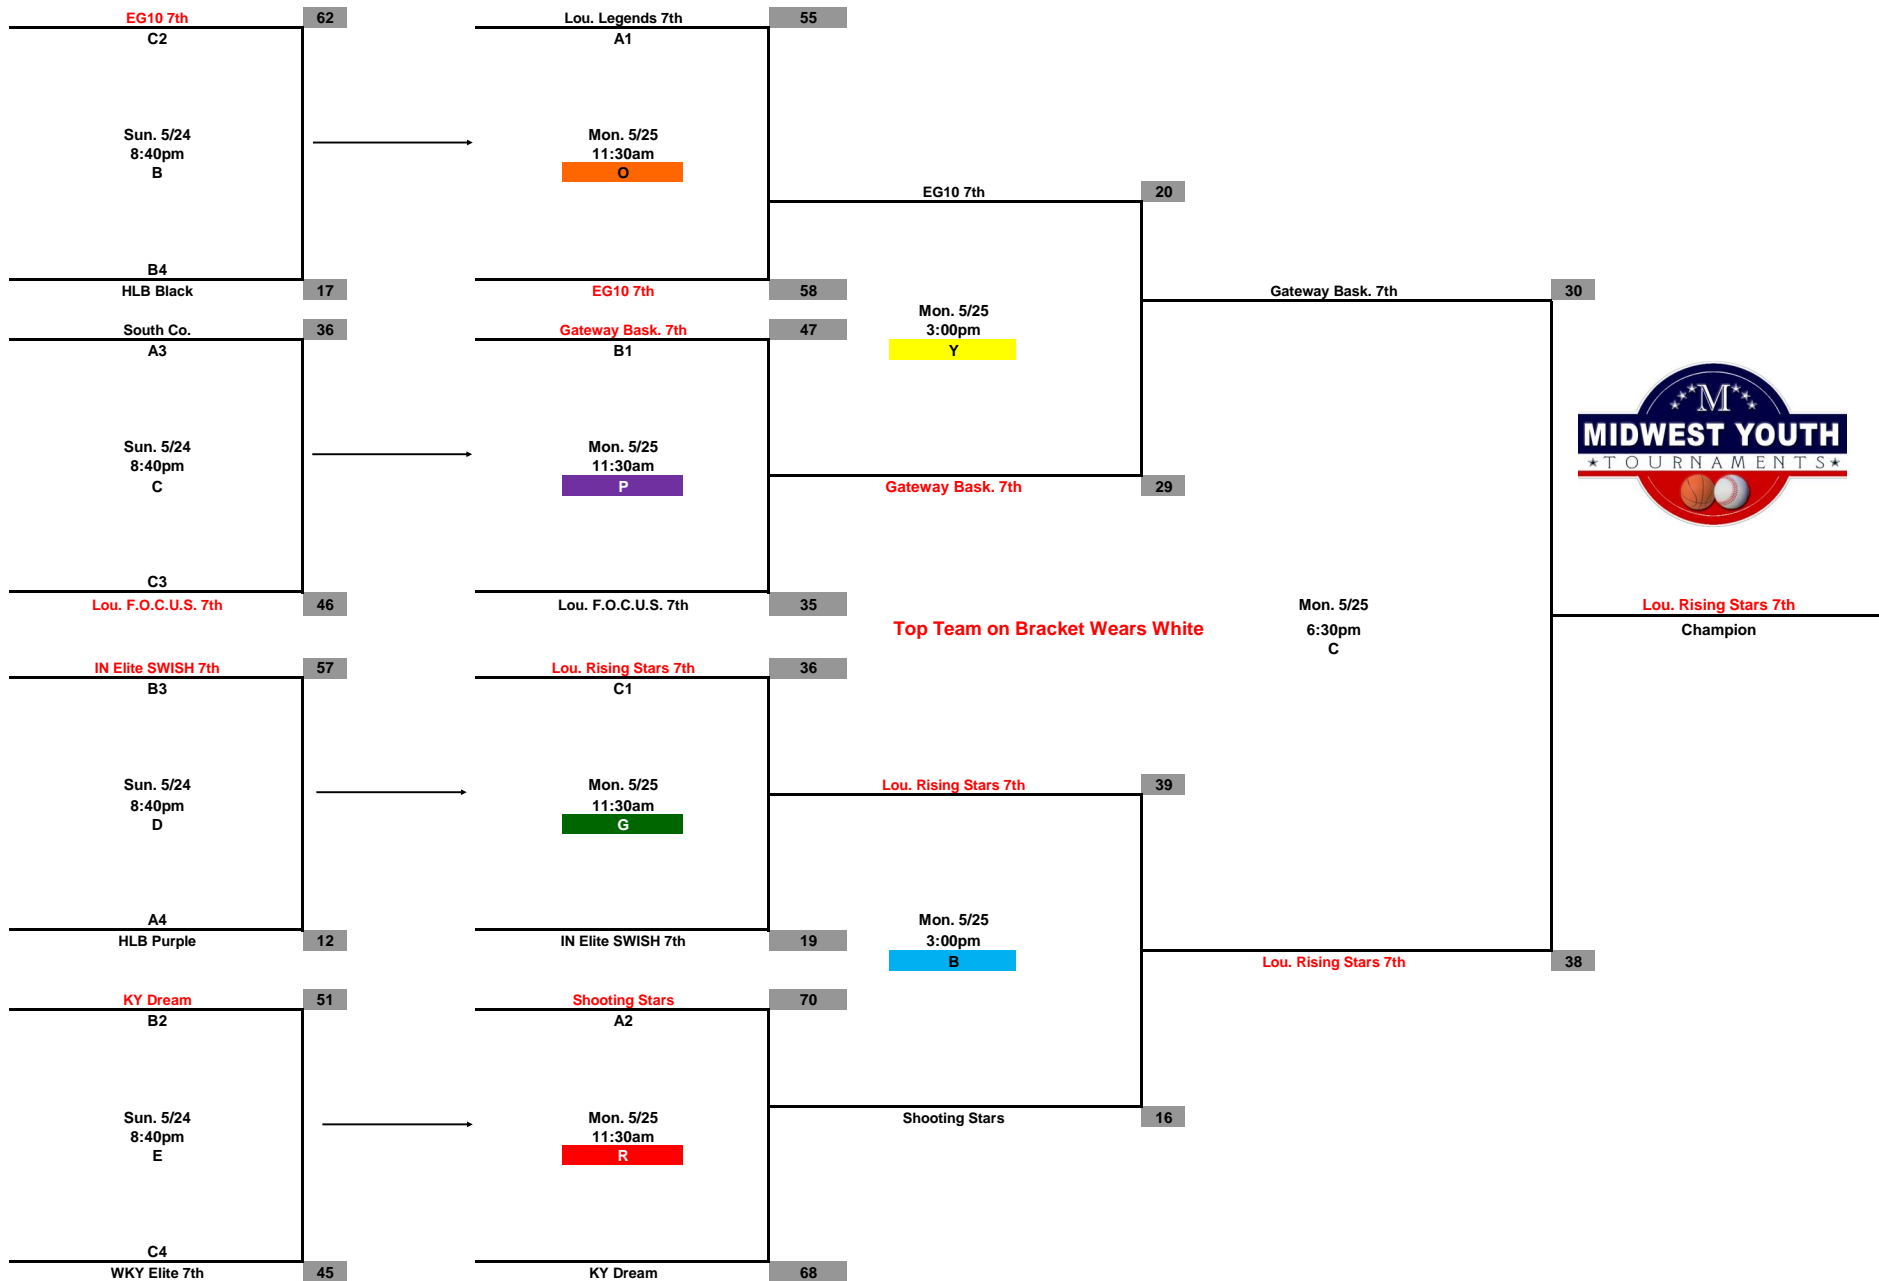 EG10 7th 62
C2
Sun. 5/24
8:40pm
B
B4
HLB Black 17
South Co. 36
A3
Sun. 5/24
8:40pm
C
C3
Lou. F.O.C.U.S. 7th 46
IN Elite SWISH 7th 57
B3
Sun. 5/24
8:40pm
D
A4
HLB Purple 12
KY Dream 51
B2
Sun. 5/24
8:40pm
E
C4
WKY Elite 7th 45
Lou. Legends 7th 55
A1
Mon. 5/25
11:30am
O
EG10 7th 58
Gateway Bask. 7th 47
B1
Mon. 5/25
11:30am
P
Lou. F.O.C.U.S. 7th 35
Lou. Rising Stars 7th 36
C1
Mon. 5/25
11:30am
G
IN Elite SWISH 7th 19
Shooting Stars 70
A2
Mon. 5/25
11:30am
R
KY Dream 68
EG10 7th 20
Mon. 5/25
3:00pm
Y
Gateway Bask. 7th 29
Top Team on Bracket Wears White
Lou. Rising Stars 7th 39
Mon. 5/25
3:00pm
B
Shooting Stars 16
Gateway Bask. 7th 30
Mon. 5/25
6:30pm
C
Lou. Rising Stars 7th 38
M
MIDWEST YOUTH
TOURNAMENTS
Lou. Rising Stars 7th
Champion